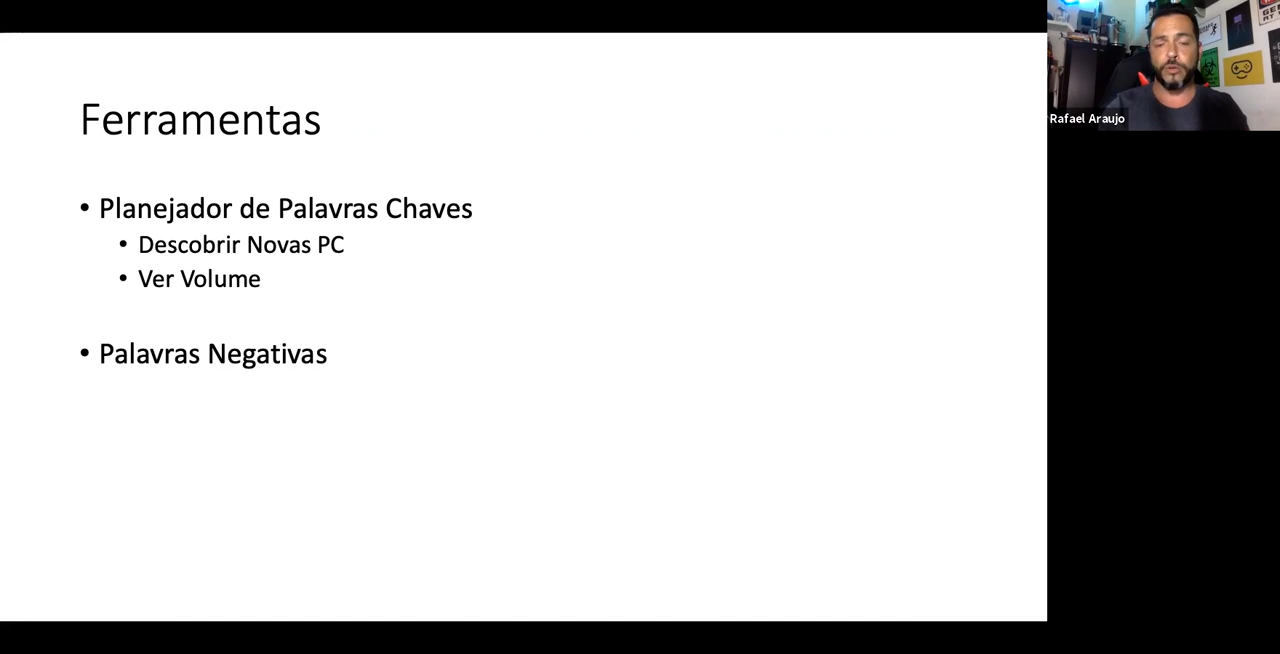 Ferramentas
• Planejador de Palavras Chaves
• Descobrir Novas PC
• Ver Volume
• Palavras Negativas
Rafael Araujo